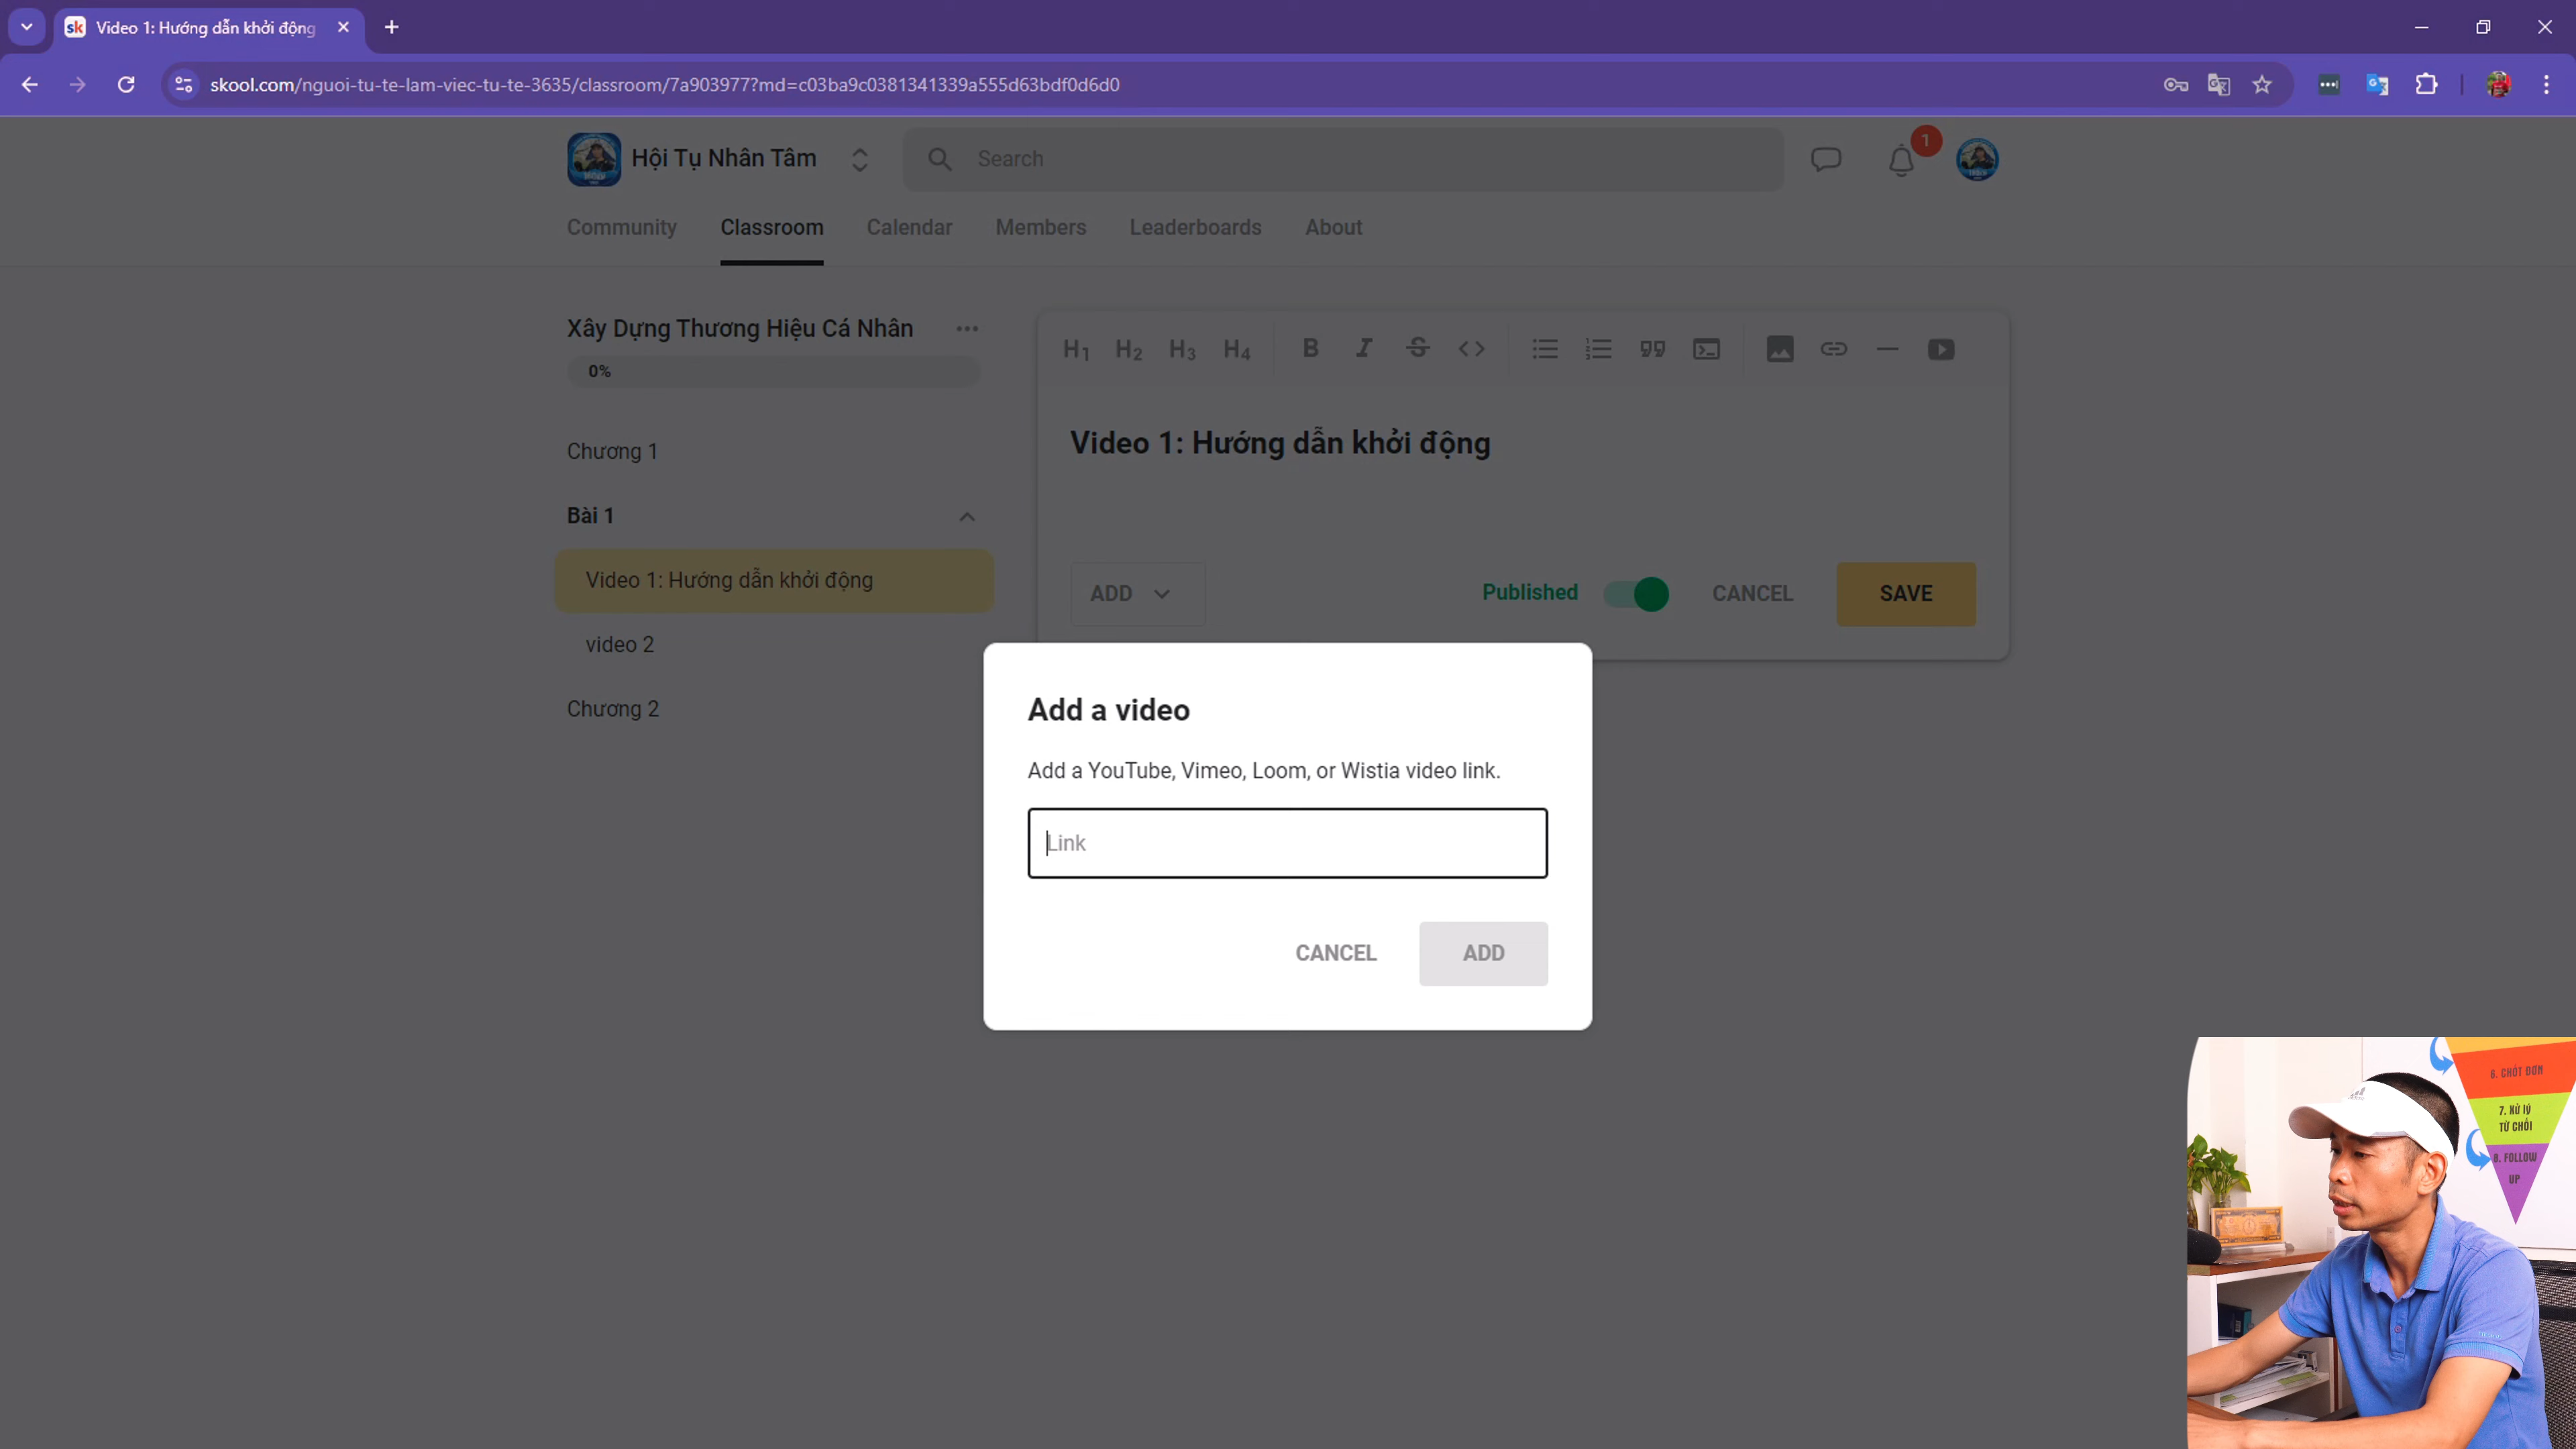 Video 1: Hướng dẫn khởi động
skool.com/nguoi-tu-te-lam-viec-tu-te-3635/classroom/7a903977?md=c03ba9c0381341339a555d63bdf0d6d0
Hội Tụ Nhân Tâm
Search
1
Community Classroom Calendar Members Leaderboards About
Xây Dựng Thương Hiệu Cá Nhân
0%
H1 H2 H3 H4 B I S
Video 1: Hướng dẫn khởi động
Chương 1
Bài 1
Video 1: Hướng dẫn khởi động
video 2
Chương 2
ADD
Published
CANCEL
SAVE
Add a video
Add a YouTube, Vimeo, Loom, or Wistia video link.
Link
CANCEL
ADD
6. CHỐT ĐƠN
7. XỬ LÝ
TỪ CHỐI
8. FOLLOW
UP